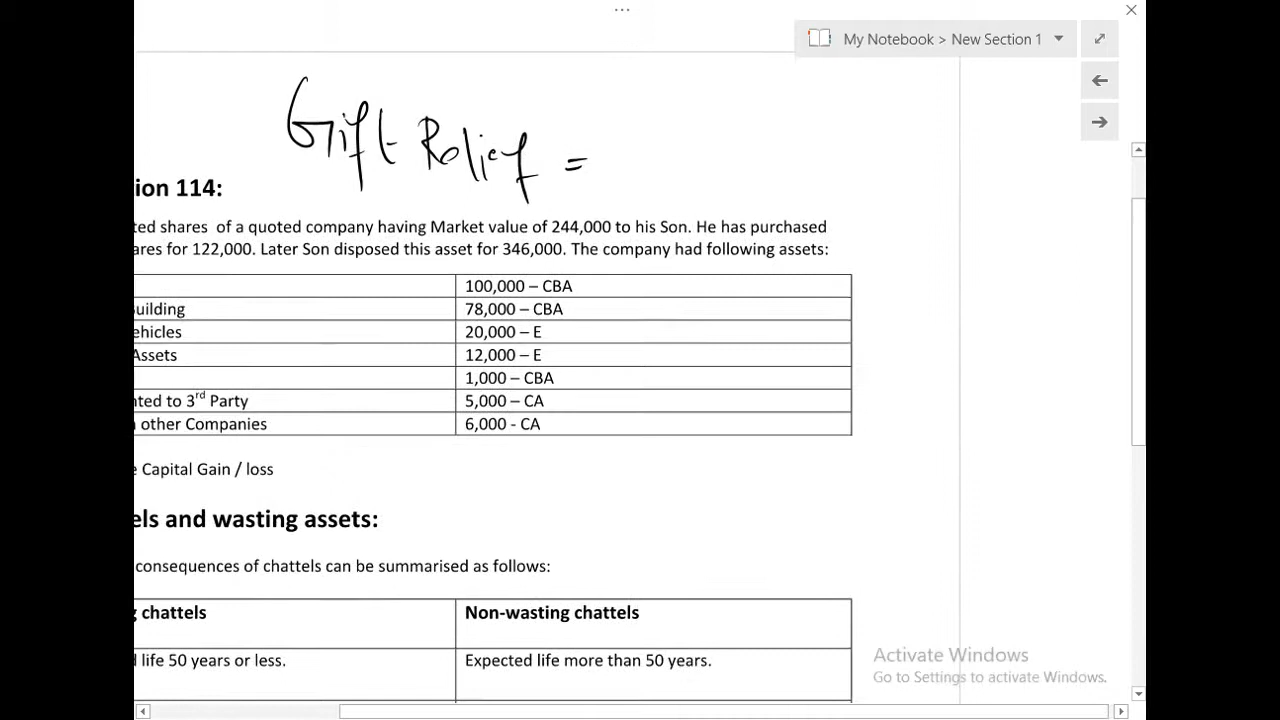 My Notebook > New Section 1
Gift Relief =
ion 114:
ted shares of a quoted company having Market value of 244,000 to his Son. He has purchased
ares for 122,000. Later Son disposed this asset for 346,000. The company had following assets:
100,000 – CBA
Building 78,000 – CBA
ehicles 20,000 – E
Assets 12,000 – E
1,000 – CBA
nted to 3rd Party 5,000 – CA
n other Companies 6,000 - CA
e Capital Gain / loss
els and wasting assets:
consequences of chattels can be summarised as follows:
g chattels Non-wasting chattels
d life 50 years or less. Expected life more than 50 years.
Activate Windows
Go to Settings to activate Windows.